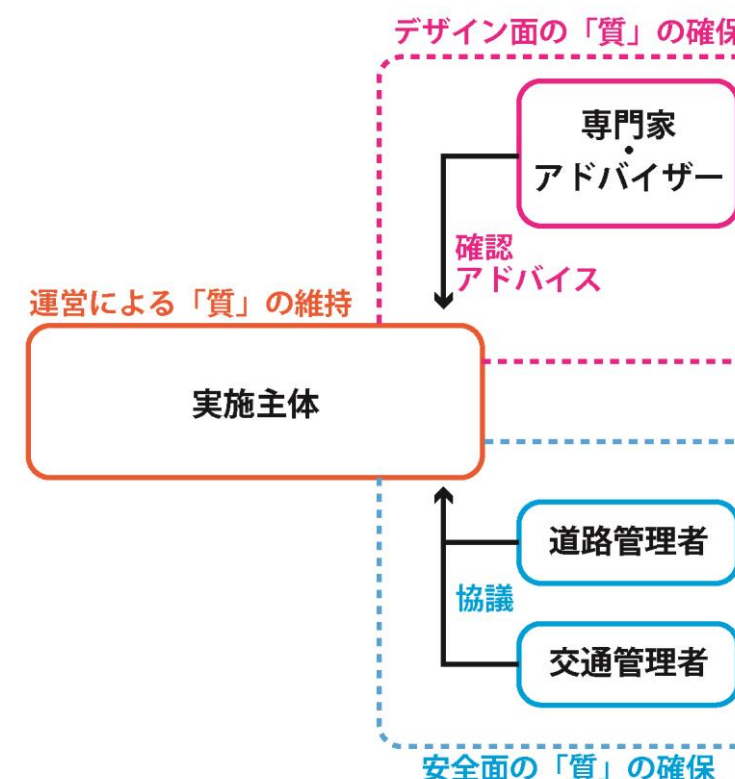 デザイン面の「質」の確保
専門家
・
アドバイザー
確認
アドバイス
運営による「質」の維持
実施主体
道路管理者
協議
交通管理者
安全面の「質」の確保